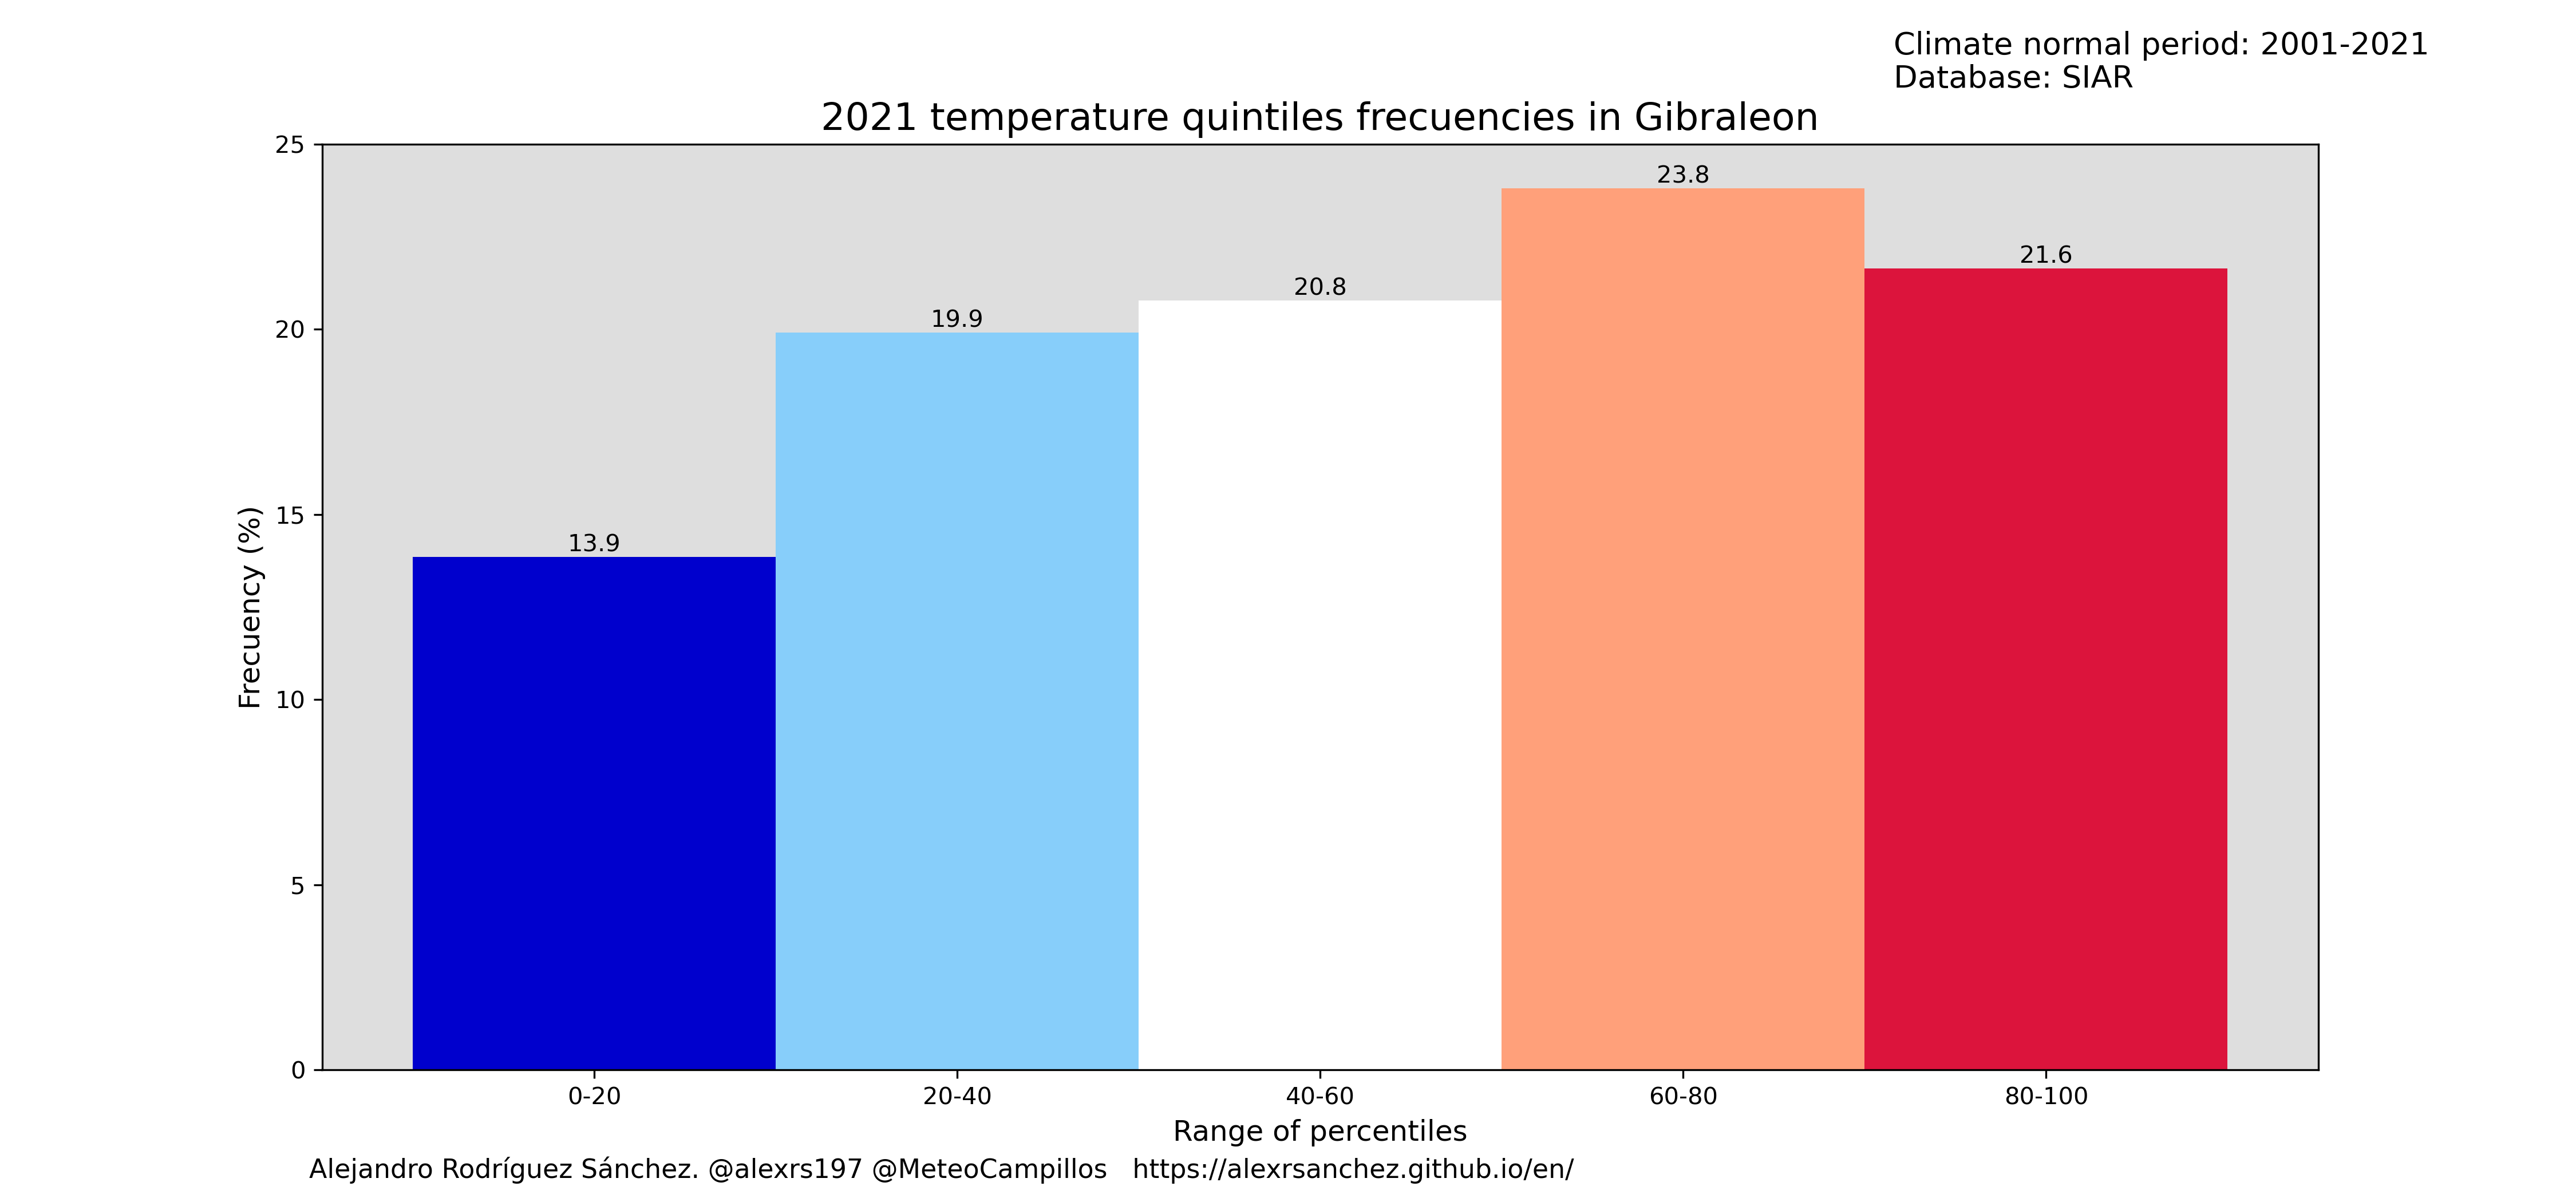 Climate normal period: 2001-2021
Database: SIAR
2021 temperature quintiles frecuencies in Gibraleon
25
20
15
10
5
0
Frecuency (%)
13.9
19.9
20.8
23.8
21.6
0-20
20-40
40-60
60-80
80-100
Range of percentiles
Alejandro Rodríguez Sánchez. @alexrs197 @MeteoCampillos   https://alexrsanchez.github.io/en/